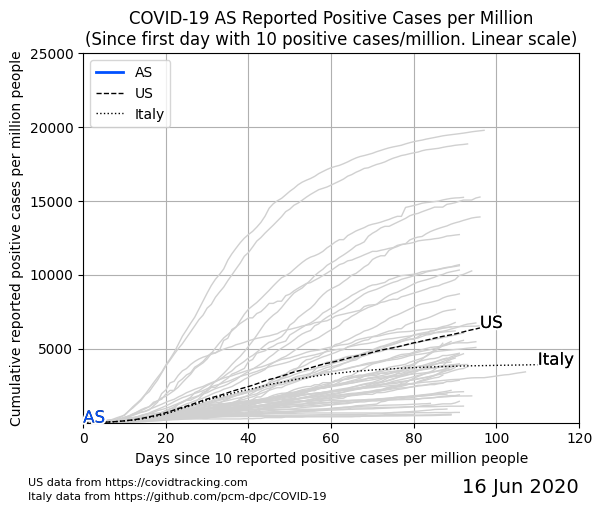 COVID-19 AS Reported Positive Cases per Million
(Since first day with 10 positive cases/million. Linear scale)
Cumulative reported positive cases per million people
25000
20000
15000
10000
5000
AS
US
Italy
US
Italy
AS
0
20
40
60
80
100
120
Days since 10 reported positive cases per million people
US data from https://covidtracking.com
Italy data from https://github.com/pcm-dpc/COVID-19
16 Jun 2020